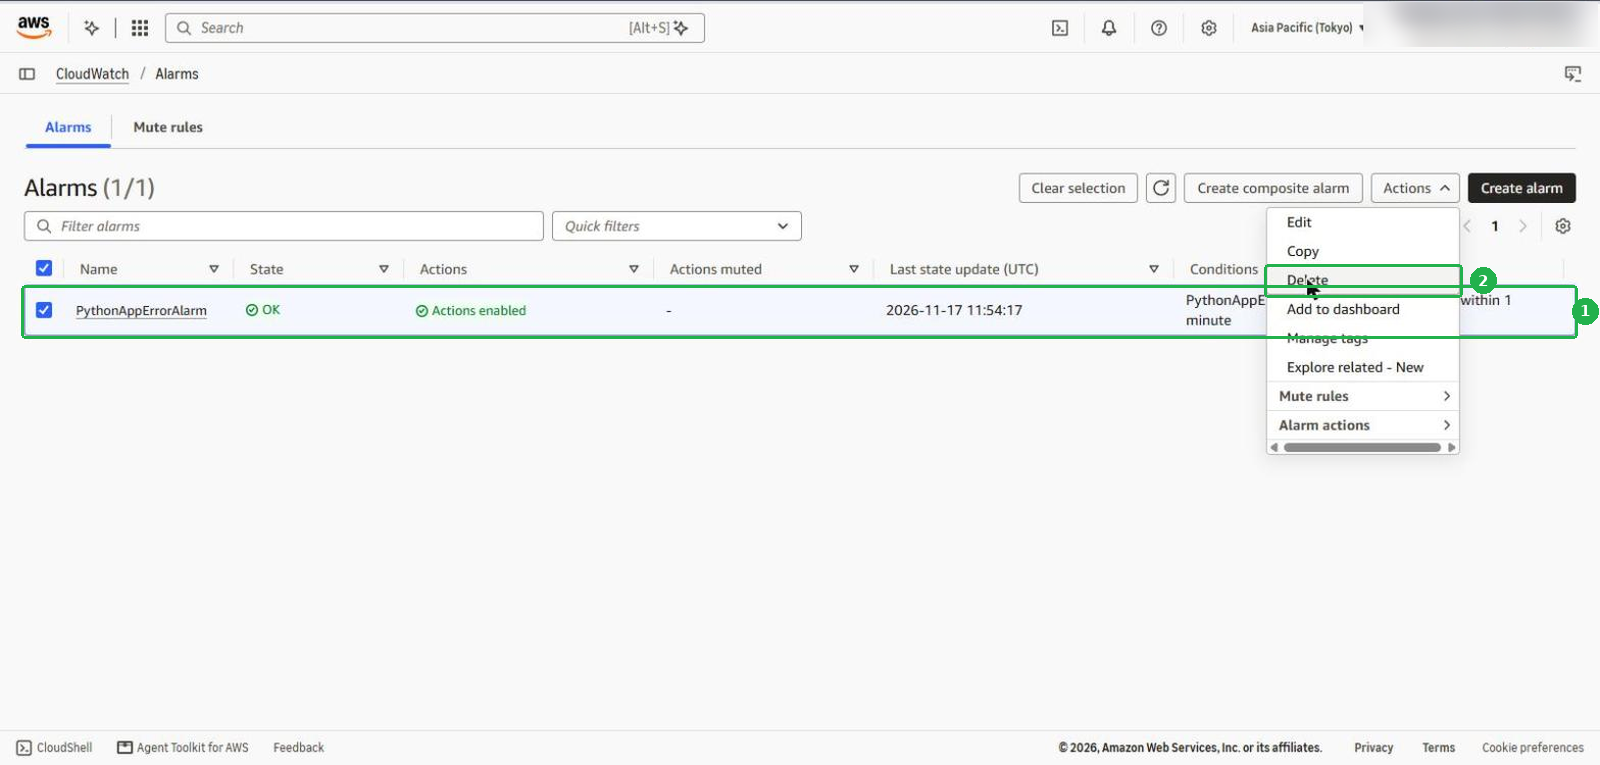 aws
Search [Alt+S]
Asia Pacific (Tokyo)
CloudWatch / Alarms
Alarms Mute rules
Alarms (1/1)
Clear selection Create composite alarm Actions Create alarm
Filter alarms Quick filters
1
Name State Actions Actions muted Last state update (UTC) Conditions
PythonAppErrorAlarm OK Actions enabled - 2026-11-17 11:54:17 PythonAppE within 1
minute
1
Edit
Copy
Delete 2
Add to dashboard
Manage tags
Explore related - New
Mute rules
Alarm actions
CloudShell Agent Toolkit for AWS Feedback © 2026, Amazon Web Services, Inc. or its affiliates. Privacy Terms Cookie preferences